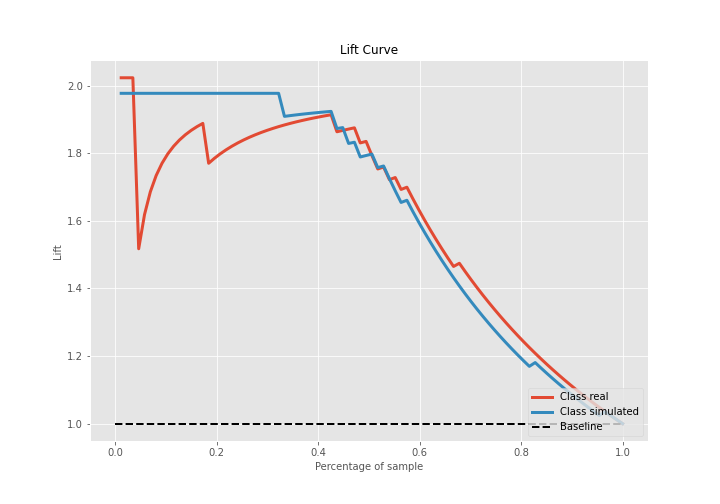 Lift Curve
Lift
2.0
1.8
1.6
1.4
1.2
1.0
0.0 0.2 0.4 0.6 0.8 1.0
Percentage of sample
Class real
Class simulated
Baseline